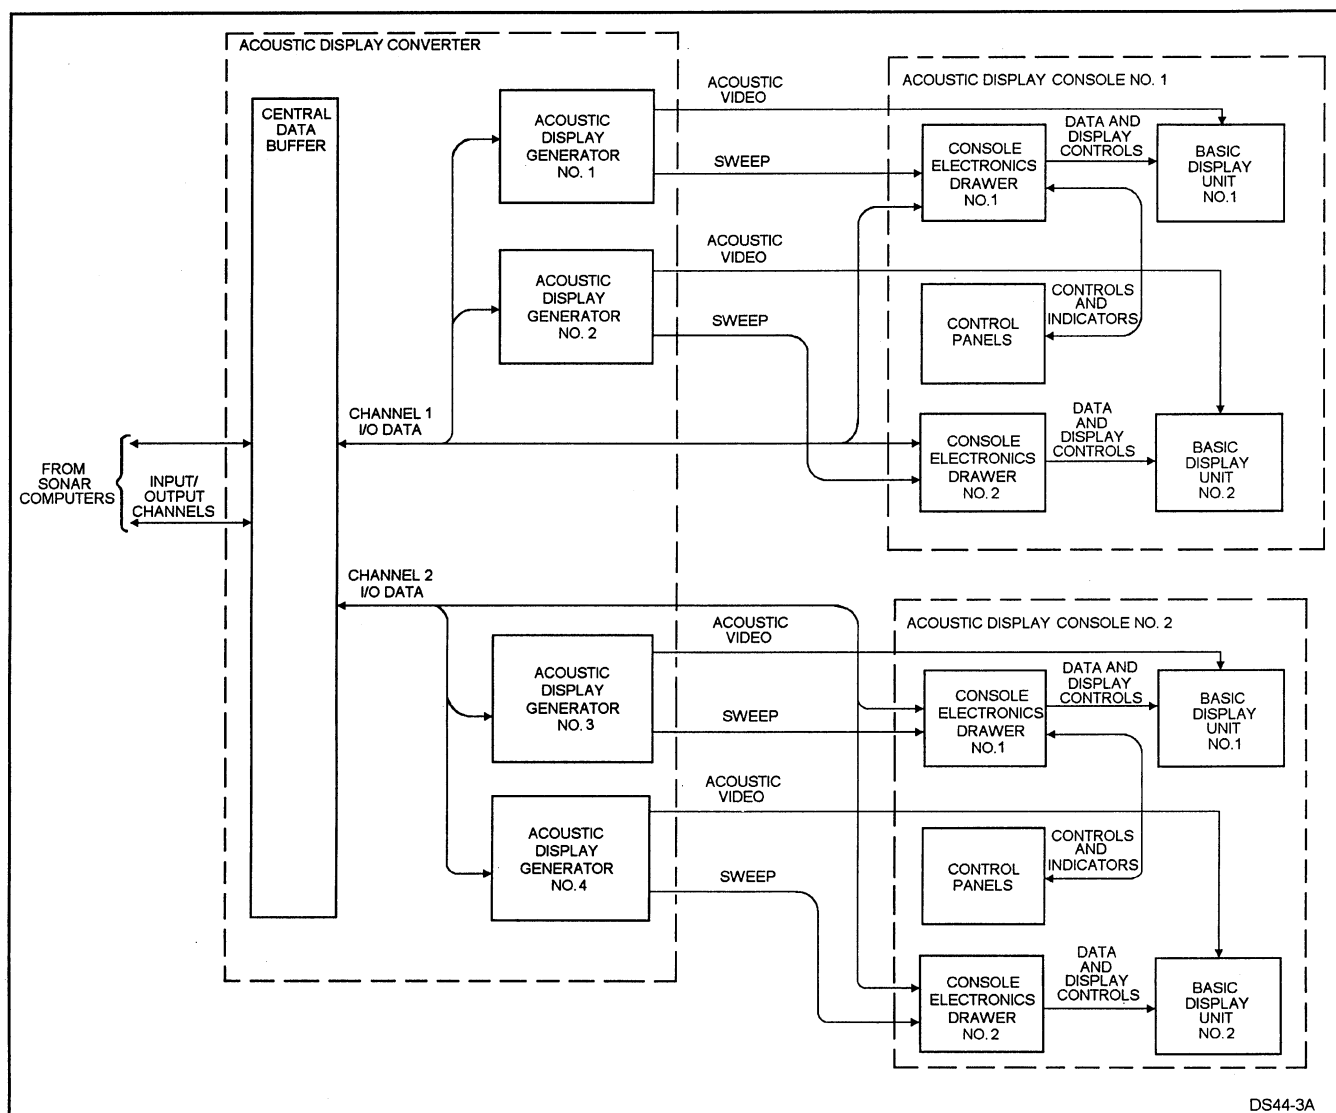 ACOUSTIC DISPLAY CONVERTER
CENTRAL
DATA
BUFFER
ACOUSTIC
DISPLAY
GENERATOR
NO. 1
ACOUSTIC
VIDEO
SWEEP
ACOUSTIC DISPLAY CONSOLE NO. 1
CONSOLE
ELECTRONICS
DRAWER
NO.1
DATA AND
DISPLAY
CONTROLS
BASIC
DISPLAY
UNIT
NO.1
ACOUSTIC
DISPLAY
GENERATOR
NO. 2
ACOUSTIC
VIDEO
SWEEP
CONTROL
PANELS
CONTROLS
AND
INDICATORS
CHANNEL 1
I/O DATA
CONSOLE
ELECTRONICS
DRAWER
NO.2
DATA
AND
DISPLAY
CONTROLS
BASIC
DISPLAY
UNIT
NO.2
FROM
SONAR
COMPUTERS
INPUT/
OUTPUT
CHANNELS
CHANNEL 2
I/O DATA
ACOUSTIC
DISPLAY
GENERATOR
NO. 3
ACOUSTIC
VIDEO
SWEEP
ACOUSTIC DISPLAY CONSOLE NO. 2
CONSOLE
ELECTRONICS
DRAWER
NO.1
DATA AND
DISPLAY
CONTROLS
BASIC
DISPLAY
UNIT
NO.1
ACOUSTIC
DISPLAY
GENERATOR
NO. 4
ACOUSTIC
VIDEO
SWEEP
CONTROL
PANELS
CONTROLS
AND
INDICATORS
CONSOLE
ELECTRONICS
DRAWER
NO.2
DATA
AND
DISPLAY
CONTROLS
BASIC
DISPLAY
UNIT
NO.2
DS44-3A